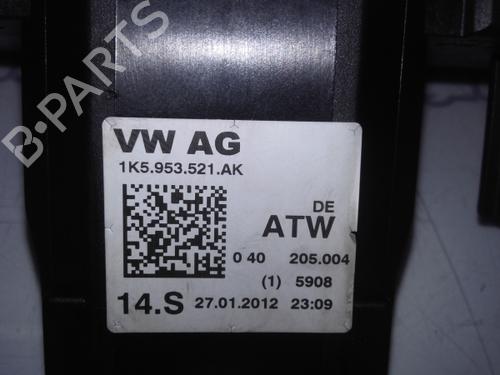 B-PARTS
VW AG
1K5.953.521.AK
DE
ATW
0 40 205.004
(1) 5908
14.S 27.01.2012 23:09